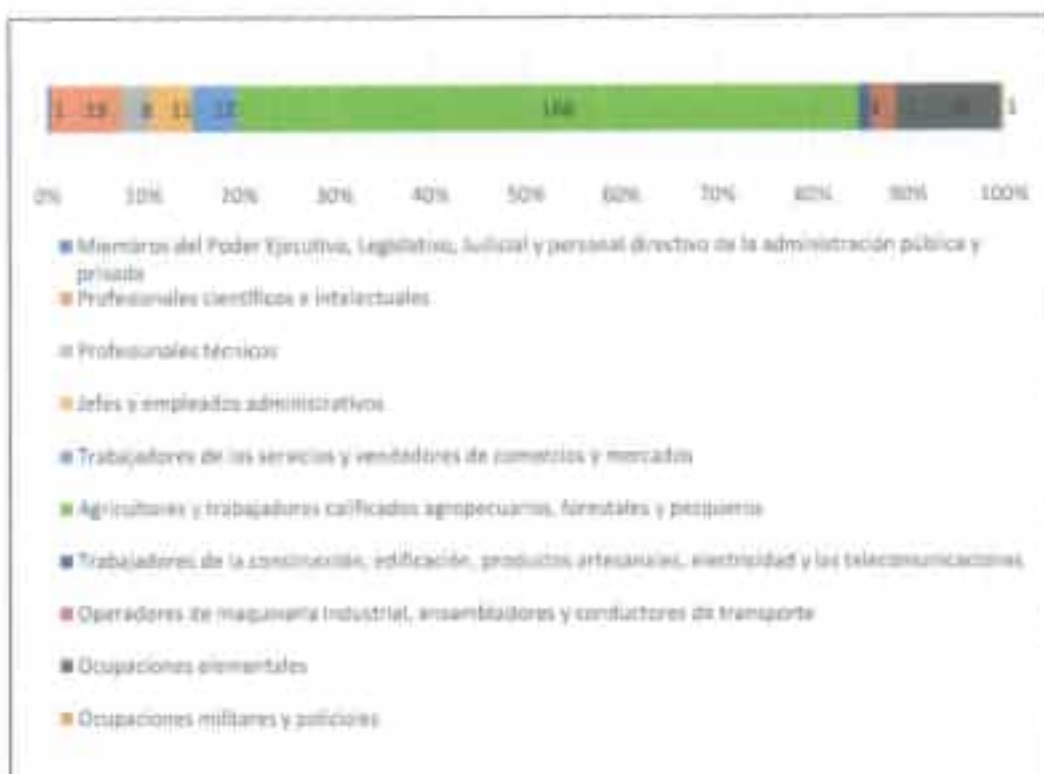 1 19 8 11 12 166 1
0% 10% 20% 30% 40% 50% 60% 70% 80% 90% 100%
Miembros del Poder Ejecutivo, Legislativo, Judicial y personal directivo de la administración pública y
privada
Profesionales científicos e intelectuales
Profesionales técnicos
Jefes y empleados administrativos
Trabajadores de los servicios y vendedores de comercios y mercados
Agricultores y trabajadores calificados agropecuarios, forestales y pesqueros
Trabajadores de la construcción, edificación, productos artesanales, electricidad y las telecomunicaciones
Operadores de maquinaria industrial, ensambladores y conductores de transporte
Ocupaciones elementales
Ocupaciones militares y policiales